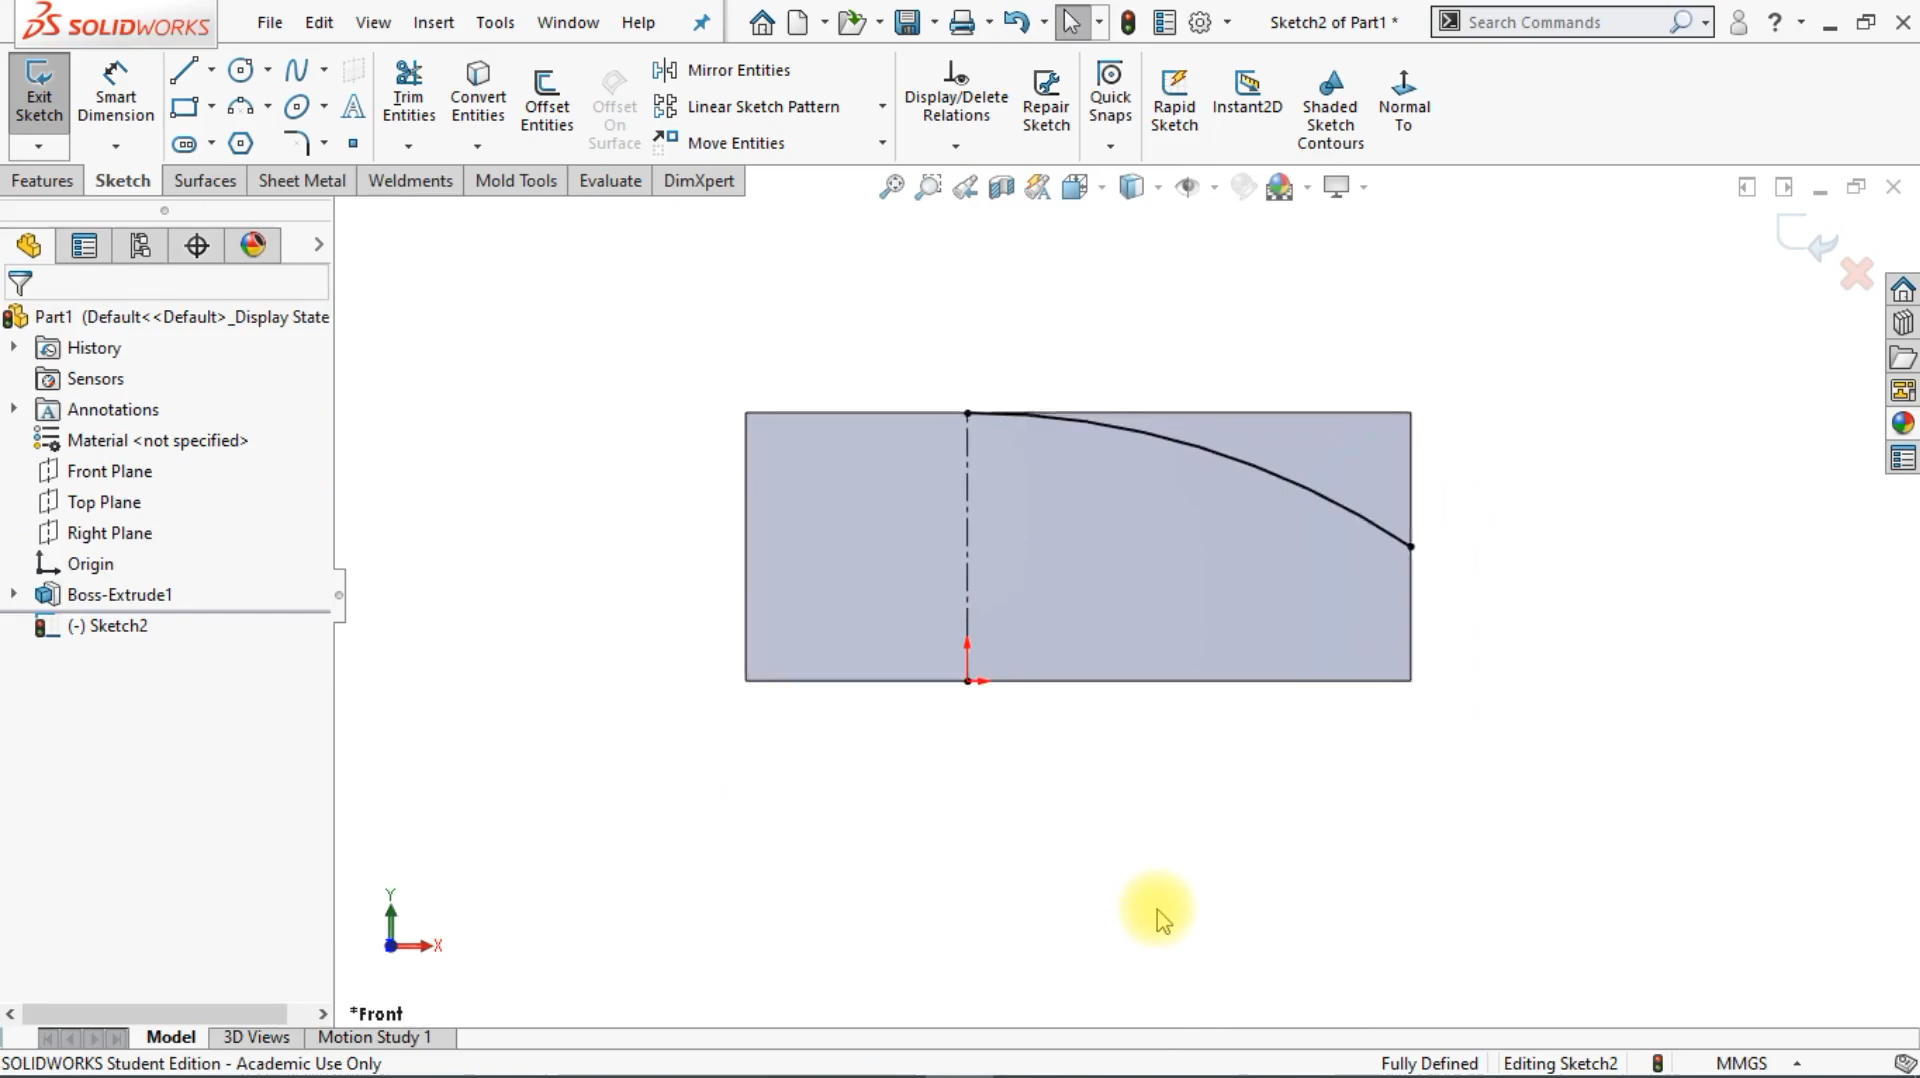 SOLIDWORKS File Edit View Insert Tools Window Help Sketch2 of Part1 * Search Commands
Exit Sketch
Smart Dimension
Trim Entities
Convert Entities
Offset Entities
Offset On Surface
Mirror Entities
Linear Sketch Pattern
Move Entities
Display/Delete Relations
Repair Sketch
Quick Snaps
Rapid Sketch
Instant2D
Shaded Sketch Contours
Normal To
Features Sketch Surfaces Sheet Metal Weldments Mold Tools Evaluate DimXpert
Part1 (Default<<Default>_Display State
History
Sensors
Annotations
Material <not specified>
Front Plane
Top Plane
Right Plane
Origin
Boss-Extrude1
(-) Sketch2
Y
X
*Front
Model 3D Views Motion Study 1
SOLIDWORKS Student Edition - Academic Use Only Fully Defined Editing Sketch2 MMGS